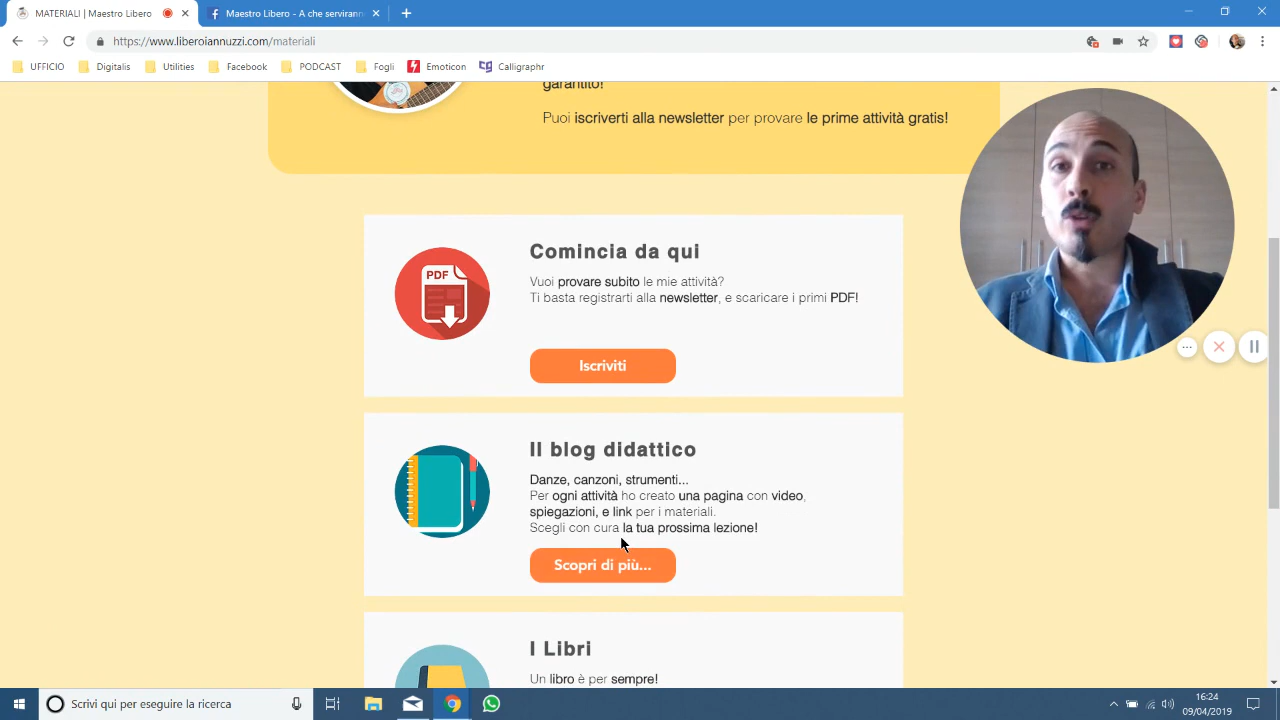 MATERIALI | Maestro Libero
Maestro Libero - A che servirann
https://www.liberoiannuzzi.com/materiali
UFFICIO
Digitalis
Utilities
Facebook
PODCAST
Fogli
Emoticon
Calligraphr
garantito!
Puoi iscriverti alla newsletter per provare le prime attività gratis!
PDF
Comincia da qui
Vuoi provare subito le mie attività?
Ti basta registrarti alla newsletter, e scaricare i primi PDF!
Iscriviti
Il blog didattico
Danze, canzoni, strumenti...
Per ogni attività ho creato una pagina con video,
spiegazioni, e link per i materiali.
Scegli con cura la tua prossima lezione!
Scopri di più...
I Libri
Un libro è per sempre!
Scrivi qui per eseguire la ricerca
16:24
09/04/2019